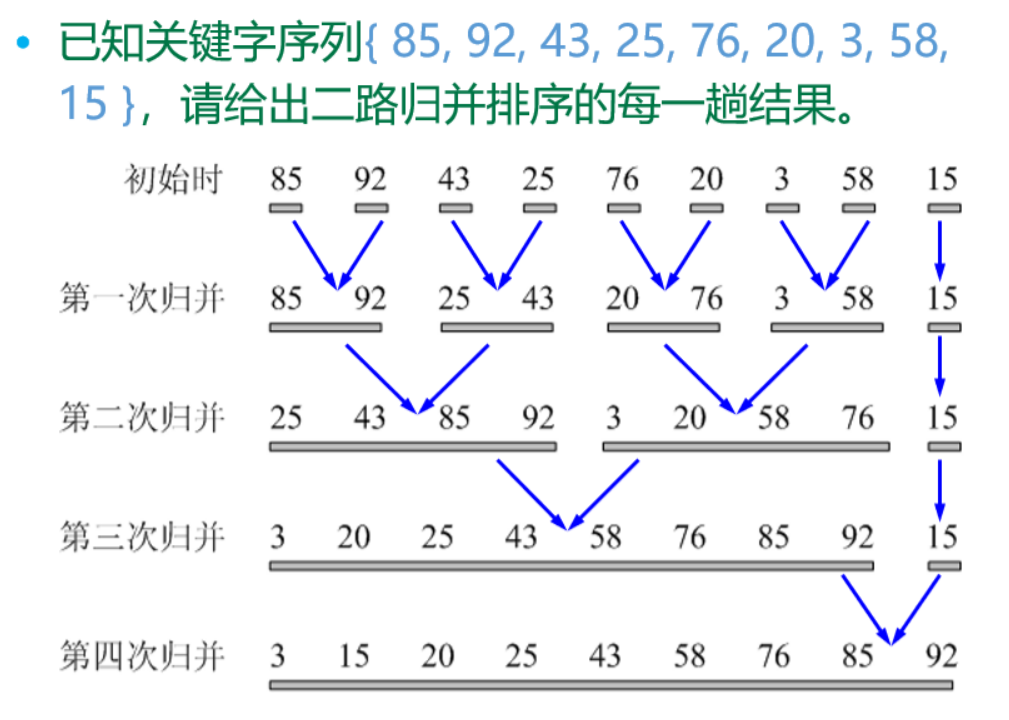 • 已知关键字序列{ 85, 92, 43, 25, 76, 20, 3, 58,
15 }，请给出二路归并排序的每一趟结果。
初始时 85 92 43 25 76 20 3 58 15
第一次归并 85 92 25 43 20 76 3 58 15
第二次归并 25 43 85 92 3 20 58 76 15
第三次归并 3 20 25 43 58 76 85 92 15
第四次归并 3 15 20 25 43 58 76 85 92